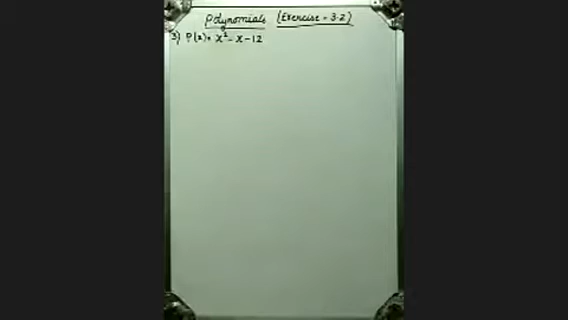 Polynomials (Exercise - 3.2)
3) P(x) = x² - x - 12